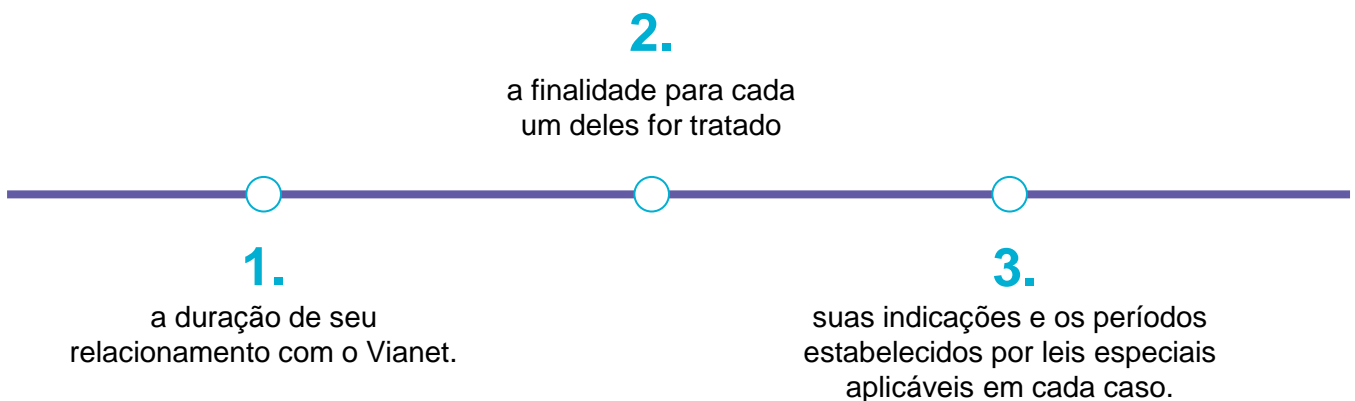 1.
a duração de seu
relacionamento com o Vianet.
2.
a finalidade para cada
um deles for tratado
3.
suas indicações e os períodos
estabelecidos por leis especiais
aplicáveis em cada caso.